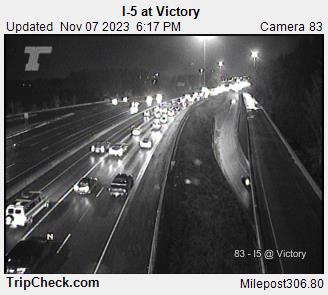 I-5 at Victory
Updated Nov 07 2023 6:17 PM Camera 83
T
N
83 - I5 @ Victory
TripCheck.com Milepost306.80